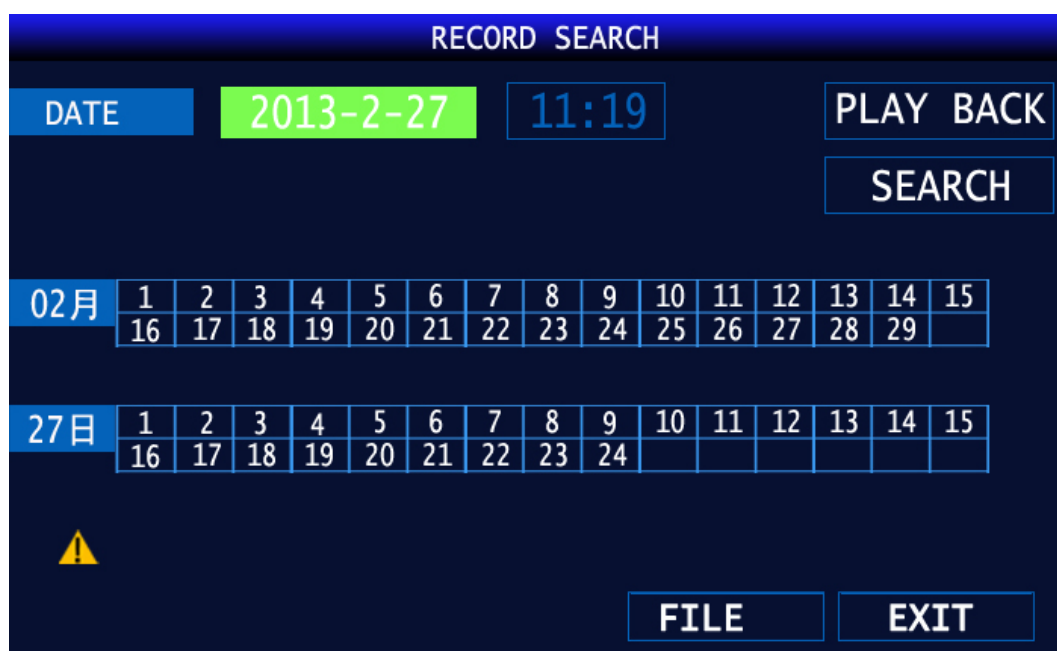 RECORD SEARCH
DATE 2013-2-27 11:19 PLAY BACK
SEARCH
02月 1 2 3 4 5 6 7 8 9 10 11 12 13 14 15
16 17 18 19 20 21 22 23 24 25 26 27 28 29
27日 1 2 3 4 5 6 7 8 9 10 11 12 13 14 15
16 17 18 19 20 21 22 23 24
FILE EXIT